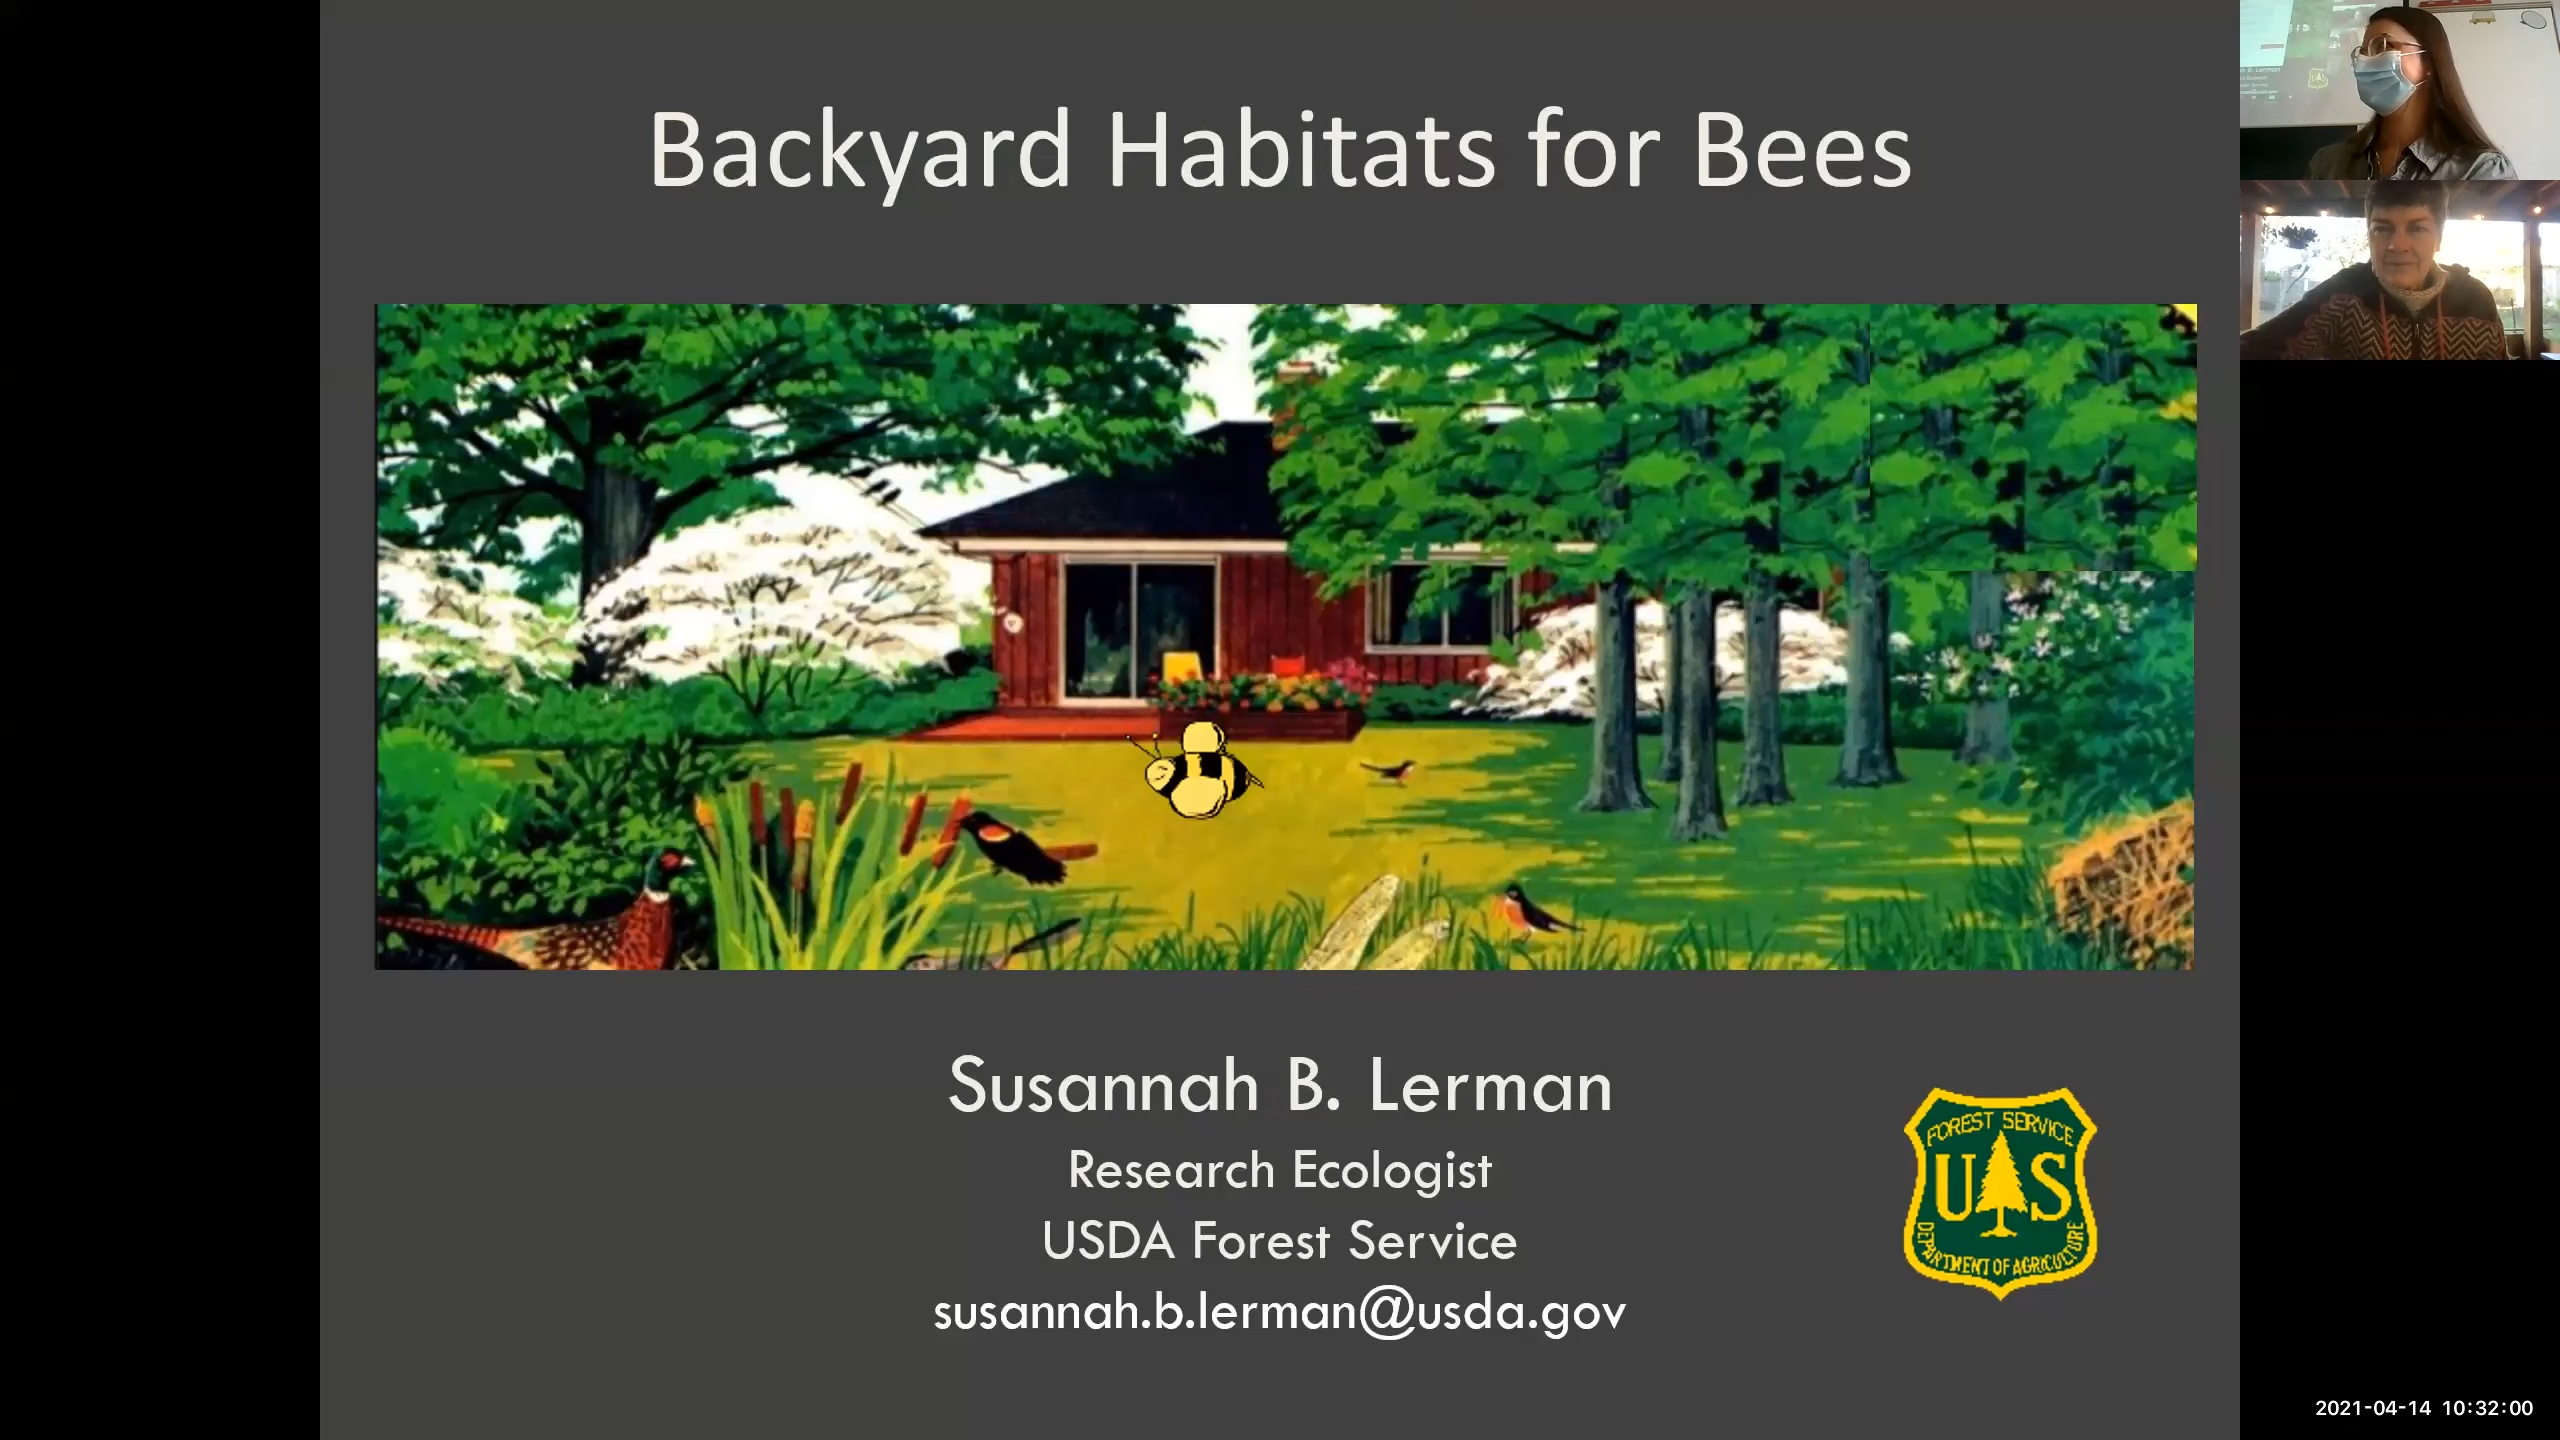 Backyard Habitats for Bees
Susannah B. Lerman
Research Ecologist
USDA Forest Service
susannah.b.lerman@usda.gov
FOREST SERVICE
U S
DEPARTMENT OF AGRICULTURE
2021-04-14 10:32:00